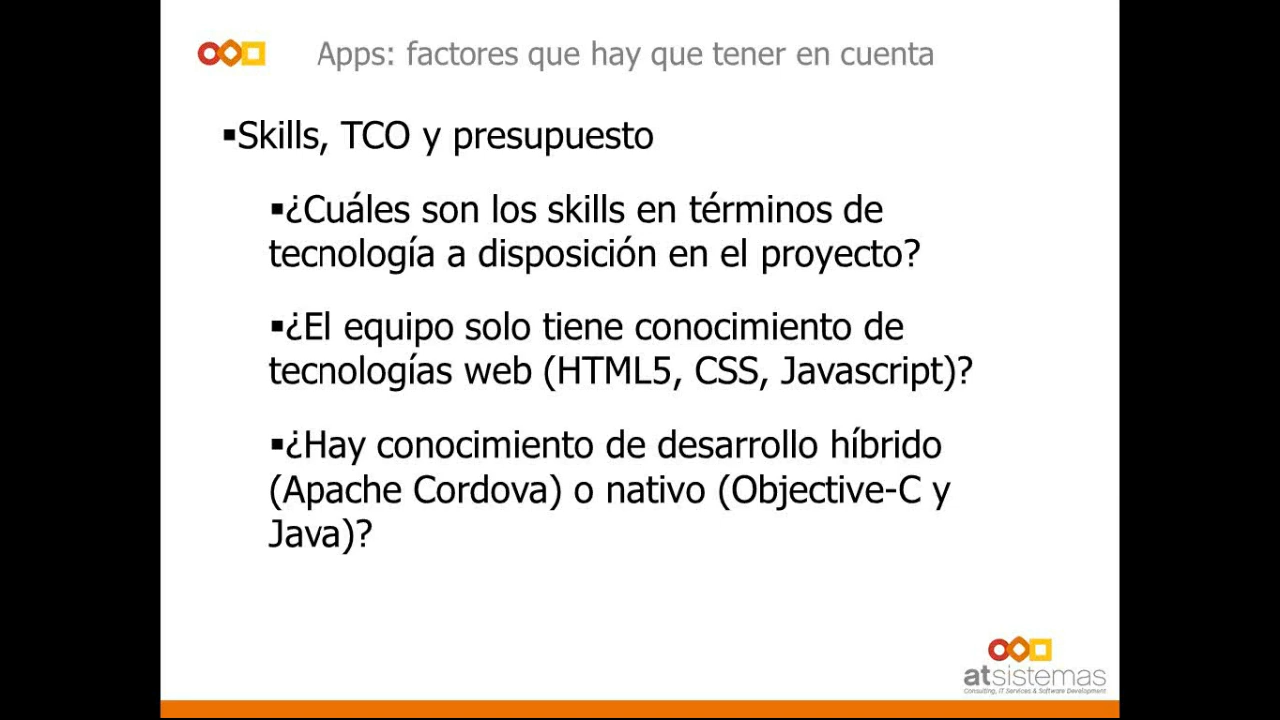 Apps: factores que hay que tener en cuenta
▪Skills, TCO y presupuesto
▪¿Cuáles son los skills en términos de
tecnología a disposición en el proyecto?
▪¿El equipo solo tiene conocimiento de
tecnologías web (HTML5, CSS, Javascript)?
▪¿Hay conocimiento de desarrollo híbrido
(Apache Cordova) o nativo (Objective-C y
Java)?
atsistemas
Consulting, IT Services & Software Development